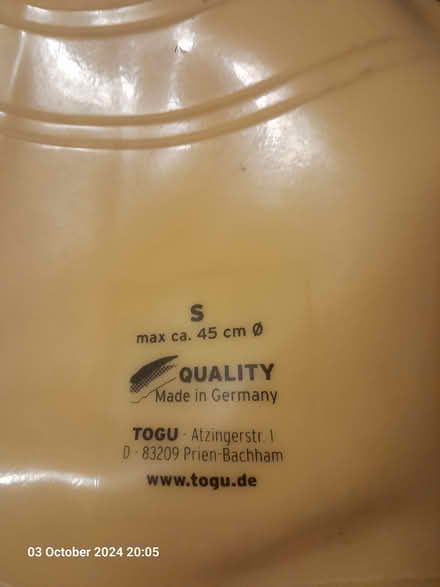 S
max ca. 45 cm Ø
QUALITY
Made in Germany
TOGU - Atzingerstr. 1
D - 83209 Prien-Bachham
www.togu.de
03 October 2024 20:05